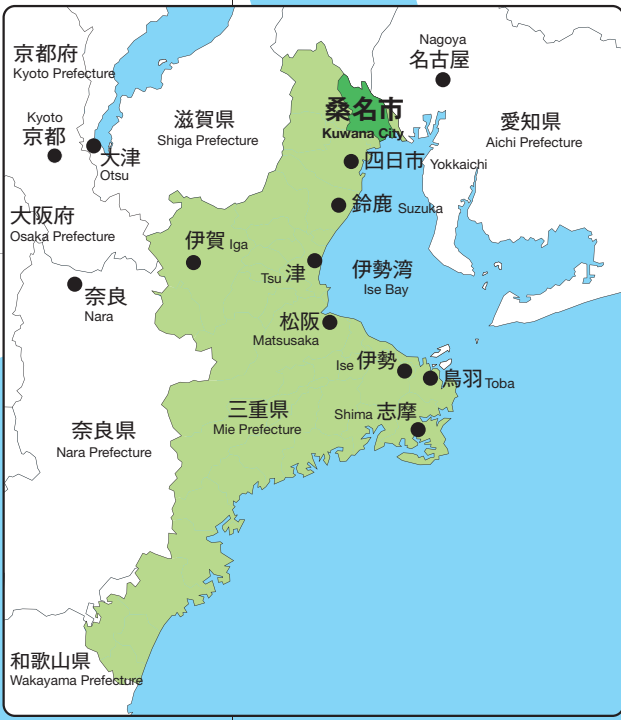 京都府
Kyoto Prefecture
Nagoya
名古屋
桑名市
Kuwana City
滋賀県
Shiga Prefecture
愛知県
Aichi Prefecture
Kyoto
京都
大津
Otsu
四日市 Yokkaichi
鈴鹿 Suzuka
大阪府
Osaka Prefecture
伊賀 Iga
Tsu 津
伊勢湾
Ise Bay
奈良
Nara
松阪
Matsusaka
Ise 伊勢
鳥羽 Toba
三重県
Mie Prefecture
Shima 志摩
奈良県
Nara Prefecture
和歌山県
Wakayama Prefecture